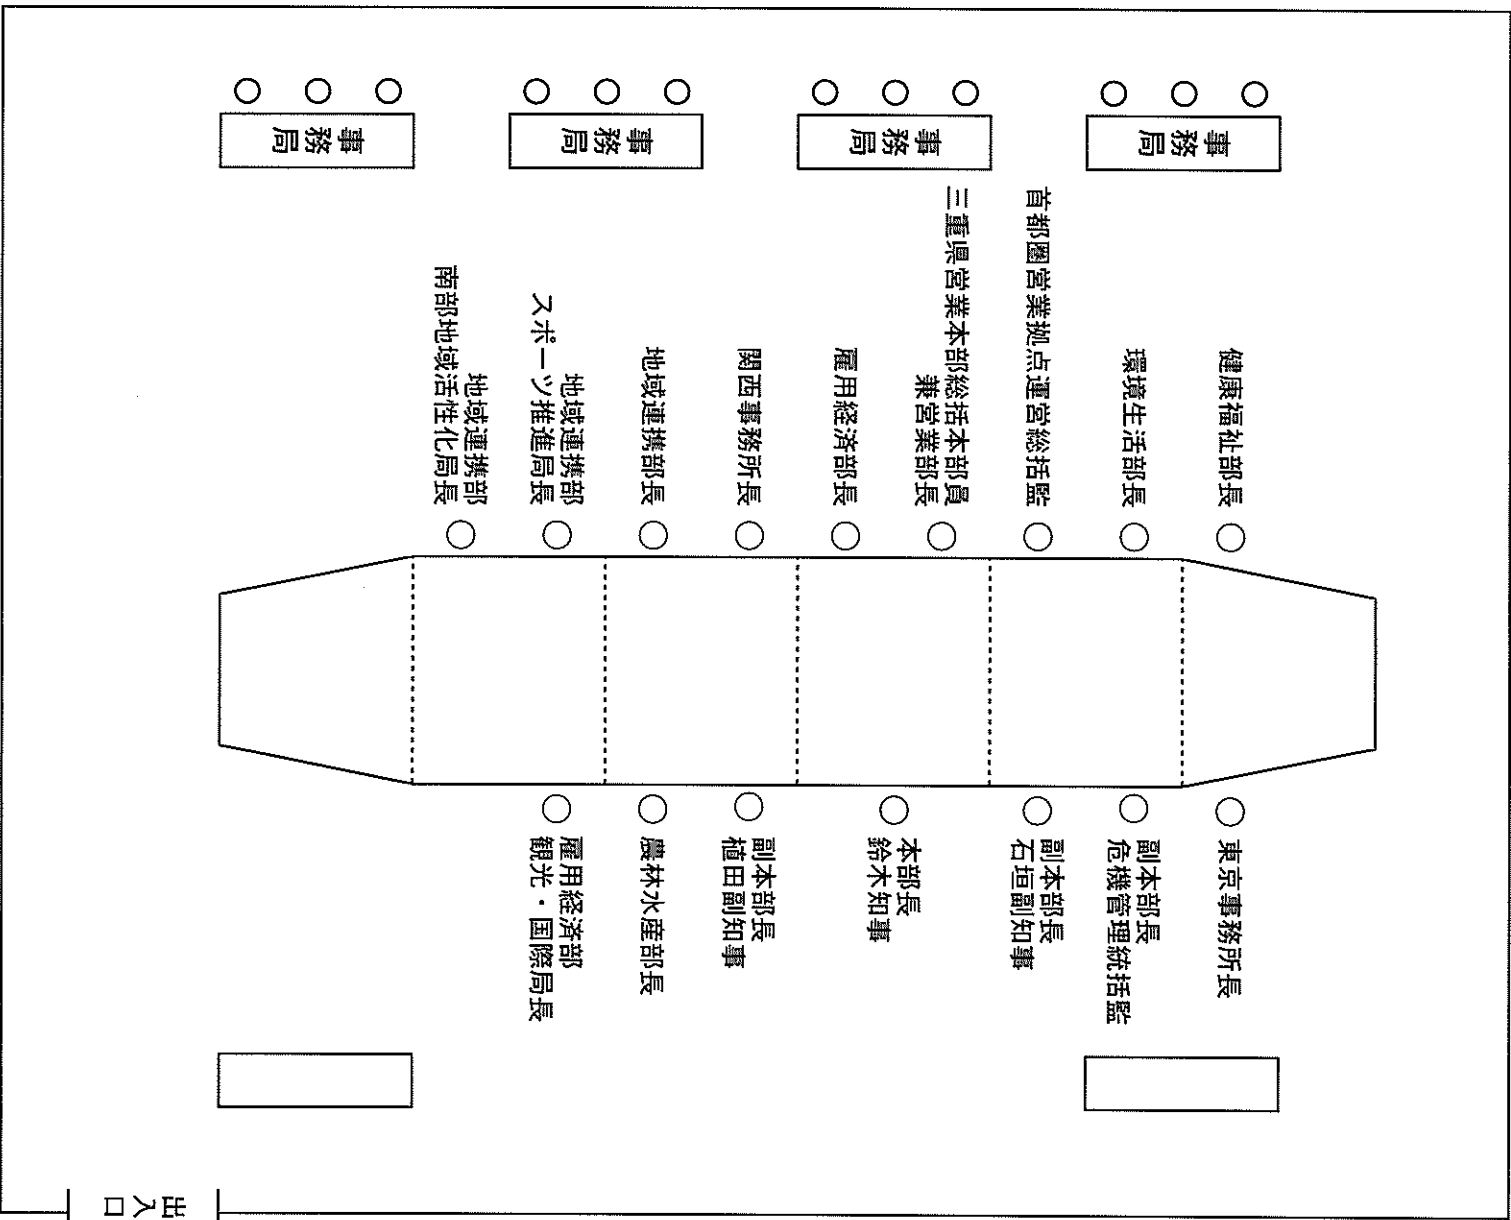 事務局
事務局
事務局
事務局
健康福祉部長
環境生活部長
首都圏営業拠点運営総括監
三重県営業本部総括本部員
兼営業部長
雇用経済部長
関西事務所長
地域連携部長
地域連携部
スポーツ推進局長
地域連携部
南部地域活性化局長
東京事務所長
副本部長
危機管理統括監
副本部長
石垣副知事
本部長
鈴木知事
副本部長
植田副知事
農林水産部長
雇用経済部
観光・国際局長
出入口